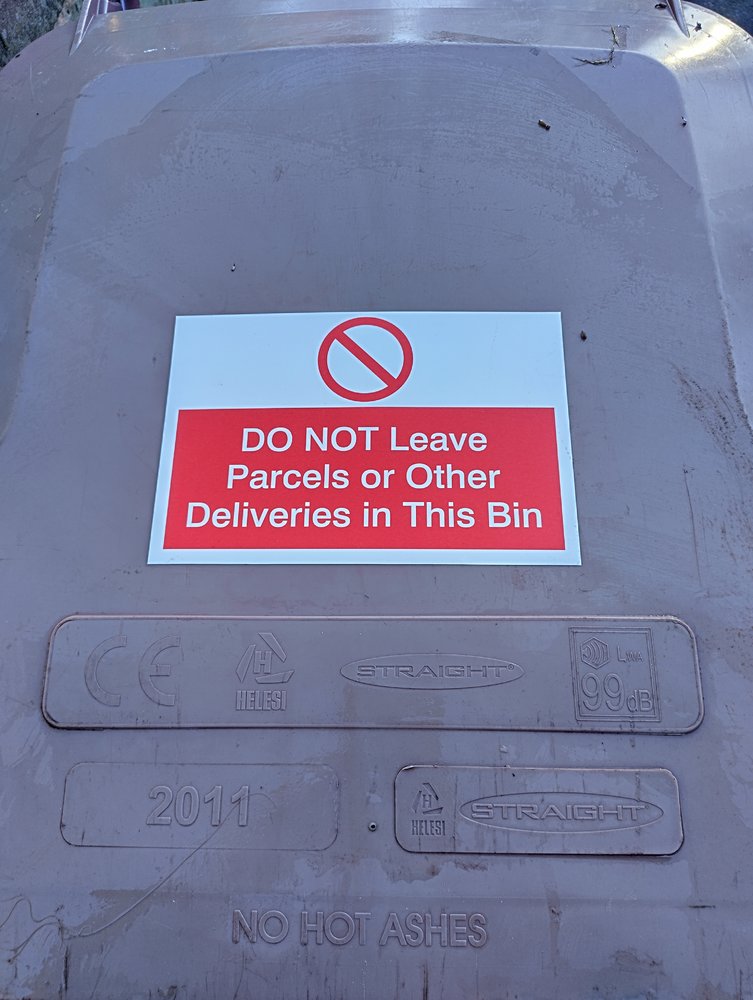 DO NOT Leave
Parcels or Other
Deliveries in This Bin
CE HELESI STRAIGHT® LWA
99dB
2011 HELESI STRAIGHT®
NO HOT ASHES